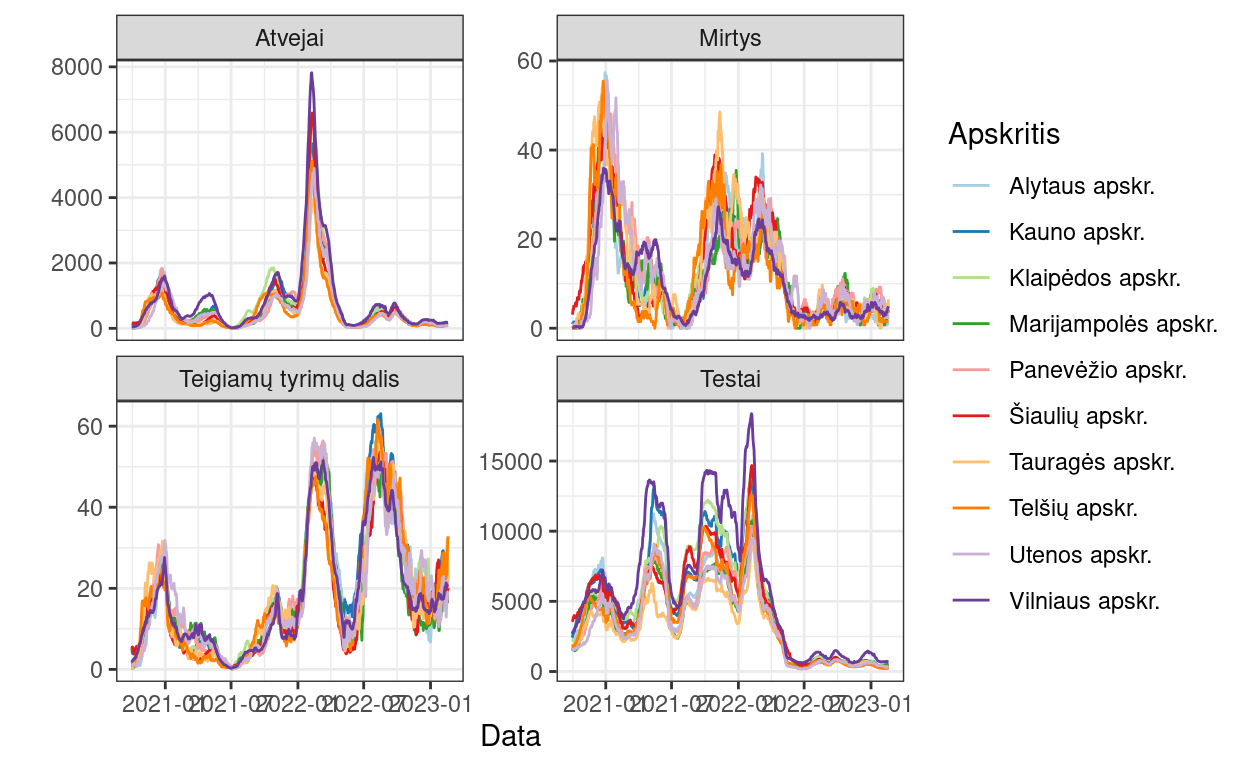 Atvejai
Mirtys
8000
6000
4000
2000
0
60
40
20
0
Teigiamų tyrimų dalis
Testai
60
40
20
0
15000
10000
5000
0
2021-01 2021-07 2022-01 2022-07 2023-01
2021-01 2021-07 2022-01 2022-07 2023-01
Data
Apskritis
Alytaus apskr.
Kauno apskr.
Klaipėdos apskr.
Marijampolės apskr.
Panevėžio apskr.
Šiaulių apskr.
Tauragės apskr.
Telšių apskr.
Utenos apskr.
Vilniaus apskr.